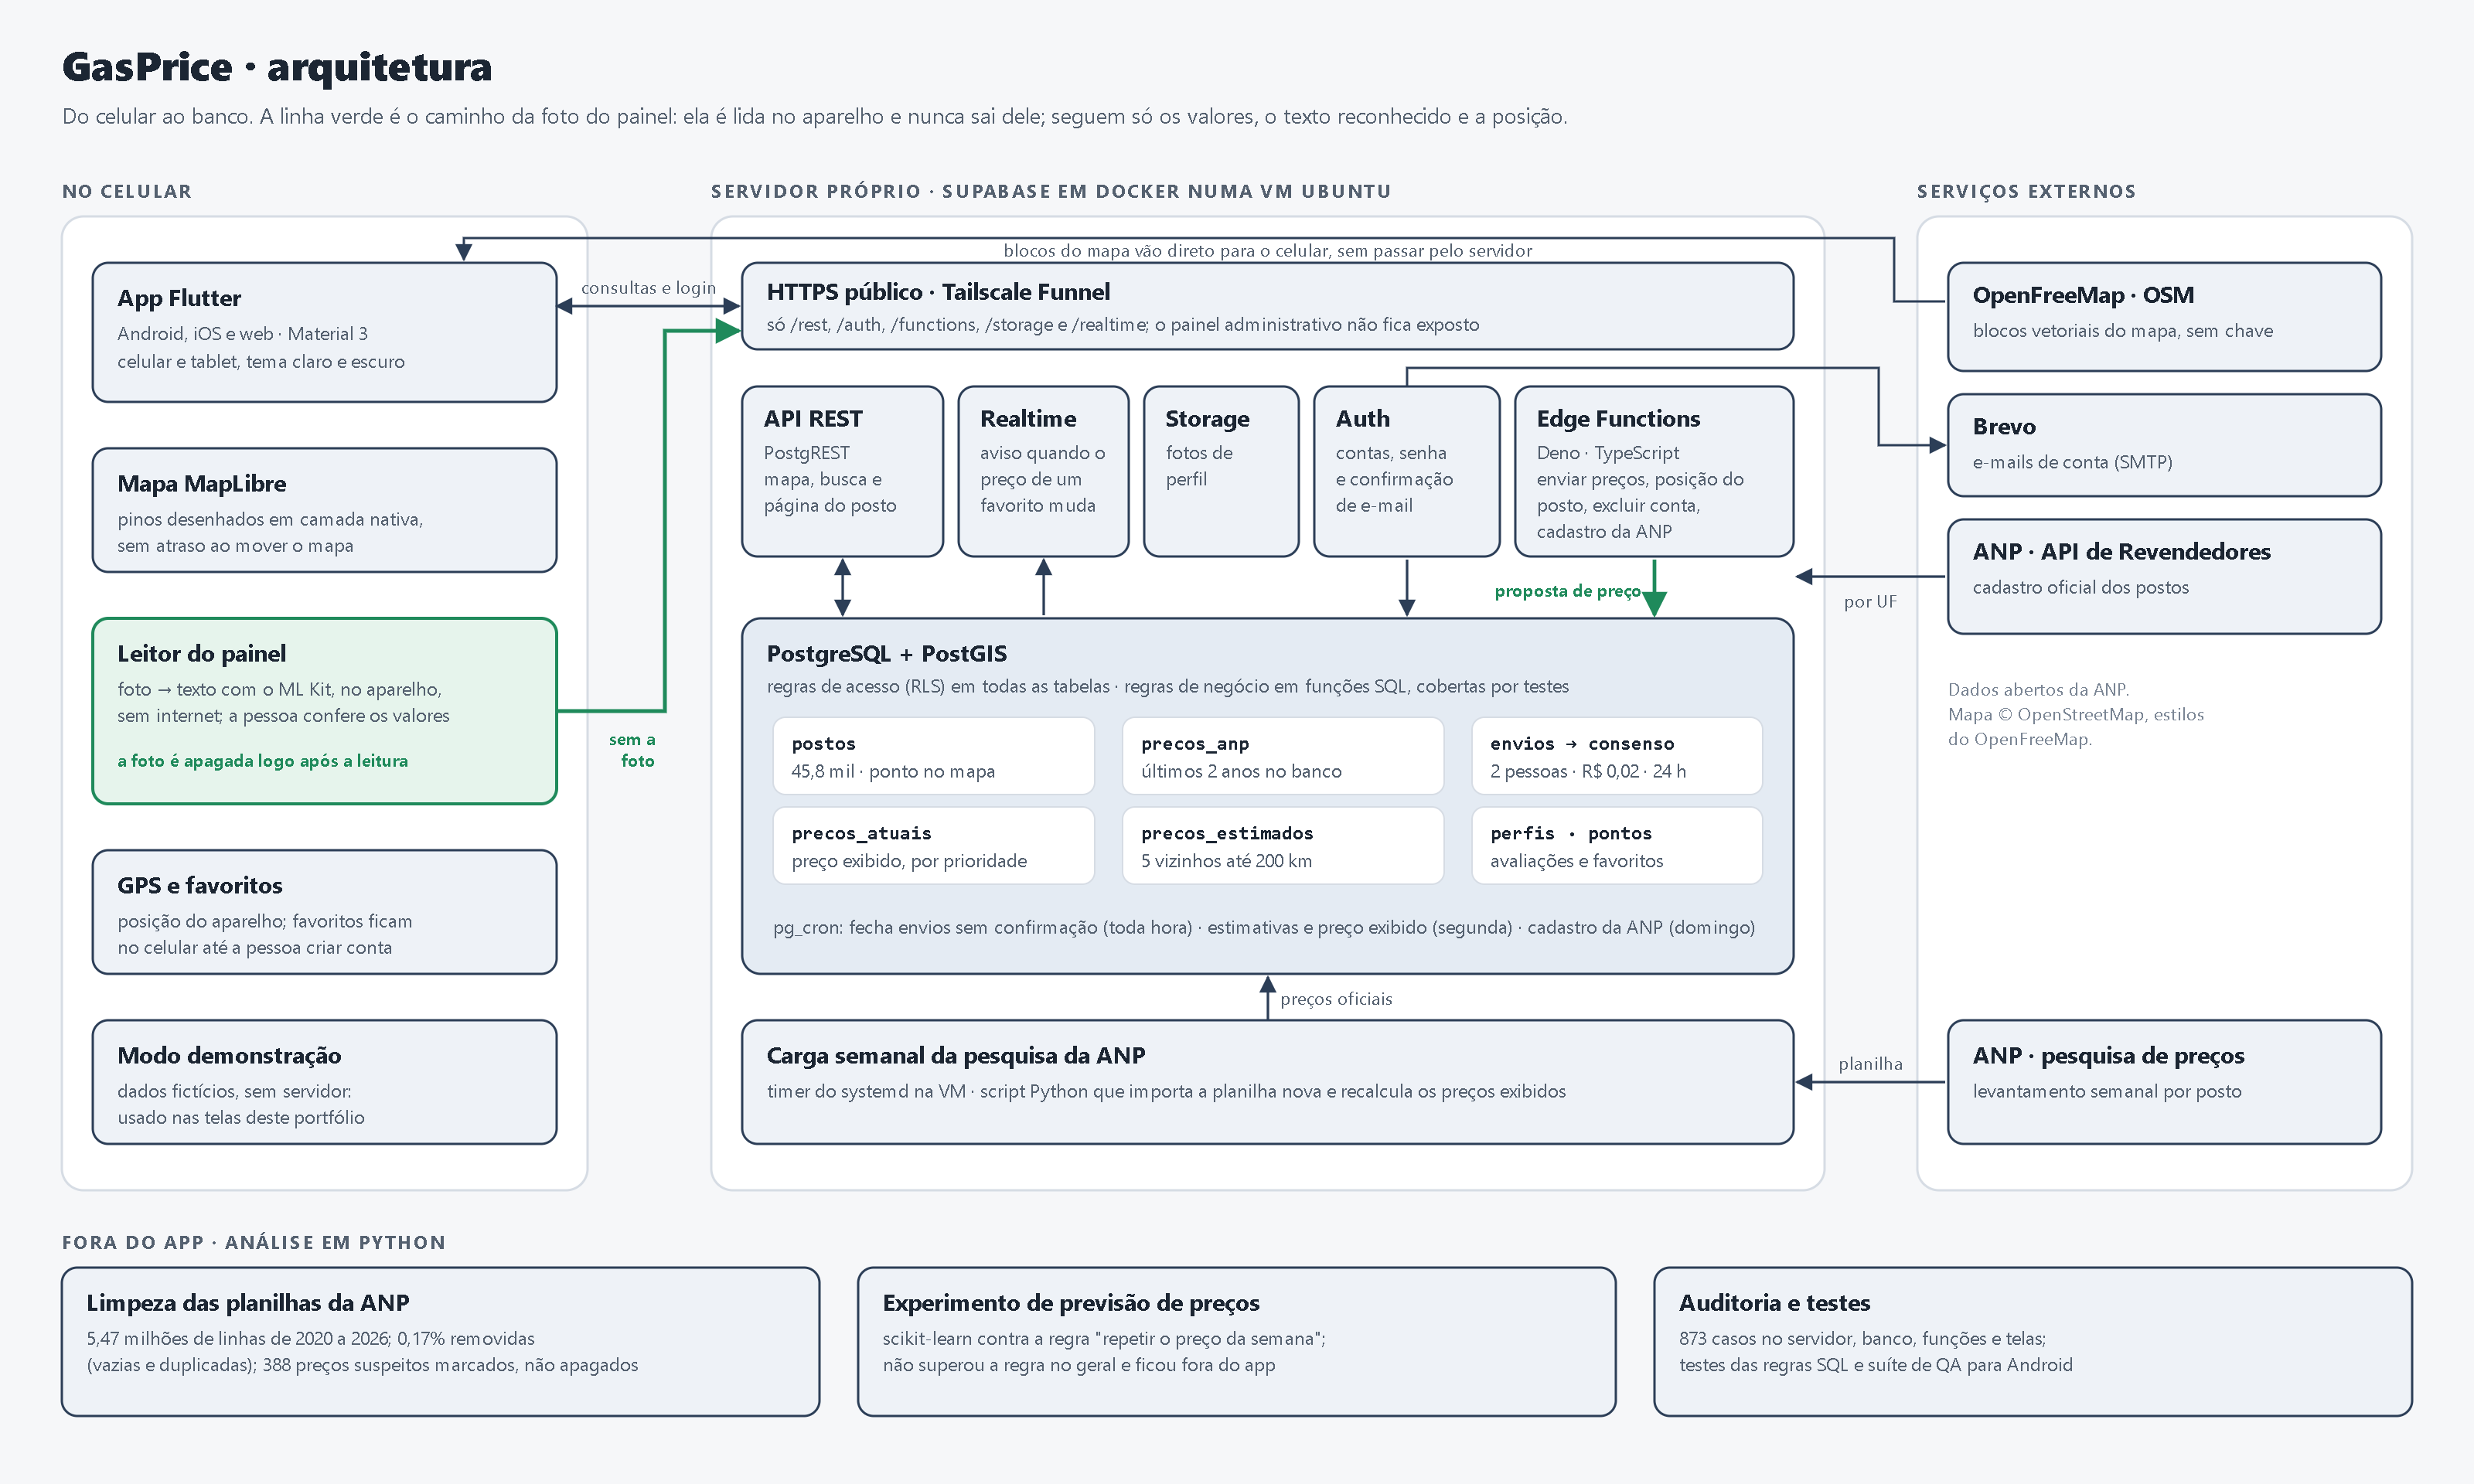 GasPrice · arquitetura
Do celular ao banco. A linha verde é o caminho da foto do painel: ela é lida no aparelho e nunca sai dele; seguem só os valores, o texto reconhecido e a posição.
NO CELULAR
App Flutter
Android, iOS e web · Material 3
celular e tablet, tema claro e escuro
Mapa MapLibre
pinos desenhados em camada nativa,
sem atraso ao mover o mapa
Leitor do painel
foto → texto com o ML Kit, no aparelho,
sem internet; a pessoa confere os valores
a foto é apagada logo após a leitura
GPS e favoritos
posição do aparelho; favoritos ficam
no celular até a pessoa criar conta
Modo demonstração
dados fictícios, sem servidor:
usado nas telas deste portfólio
consultas e login
sem a
foto
SERVIDOR PRÓPRIO · SUPABASE EM DOCKER NUMA VM UBUNTU
blocos do mapa vão direto para o celular, sem passar pelo servidor
HTTPS público · Tailscale Funnel
só /rest, /auth, /functions, /storage e /realtime; o painel administrativo não fica exposto
API REST
PostgREST
mapa, busca e
página do posto
Realtime
aviso quando o
preço de um
favorito muda
Storage
fotos de
perfil
Auth
contas, senha
e confirmação
de e-mail
Edge Functions
Deno · TypeScript
enviar preços, posição do
posto, excluir conta,
cadastro da ANP
proposta de preço
PostgreSQL + PostGIS
regras de acesso (RLS) em todas as tabelas · regras de negócio em funções SQL, cobertas por testes
postos
45,8 mil · ponto no mapa
precos_anp
últimos 2 anos no banco
envios → consenso
2 pessoas · R$ 0,02 · 24 h
precos_atuais
preço exibido, por prioridade
precos_estimados
5 vizinhos até 200 km
perfis · pontos
avaliações e favoritos
pg_cron: fecha envios sem confirmação (toda hora) · estimativas e preço exibido (segunda) · cadastro da ANP (domingo)
preços oficiais
Carga semanal da pesquisa da ANP
timer do systemd na VM · script Python que importa a planilha nova e recalcula os preços exibidos
SERVIÇOS EXTERNOS
OpenFreeMap · OSM
blocos vetoriais do mapa, sem chave
Brevo
e-mails de conta (SMTP)
ANP · API de Revendedores
cadastro oficial dos postos
por UF
Dados abertos da ANP.
Mapa © OpenStreetMap, estilos
do OpenFreeMap.
planilha
ANP · pesquisa de preços
levantamento semanal por posto
FORA DO APP · ANÁLISE EM PYTHON
Limpeza das planilhas da ANP
5,47 milhões de linhas de 2020 a 2026; 0,17% removidas
(vazias e duplicadas); 388 preços suspeitos marcados, não apagados
Experimento de previsão de preços
scikit-learn contra a regra "repetir o preço da semana";
não superou a regra no geral e ficou fora do app
Auditoria e testes
873 casos no servidor, banco, funções e telas;
testes das regras SQL e suíte de QA para Android